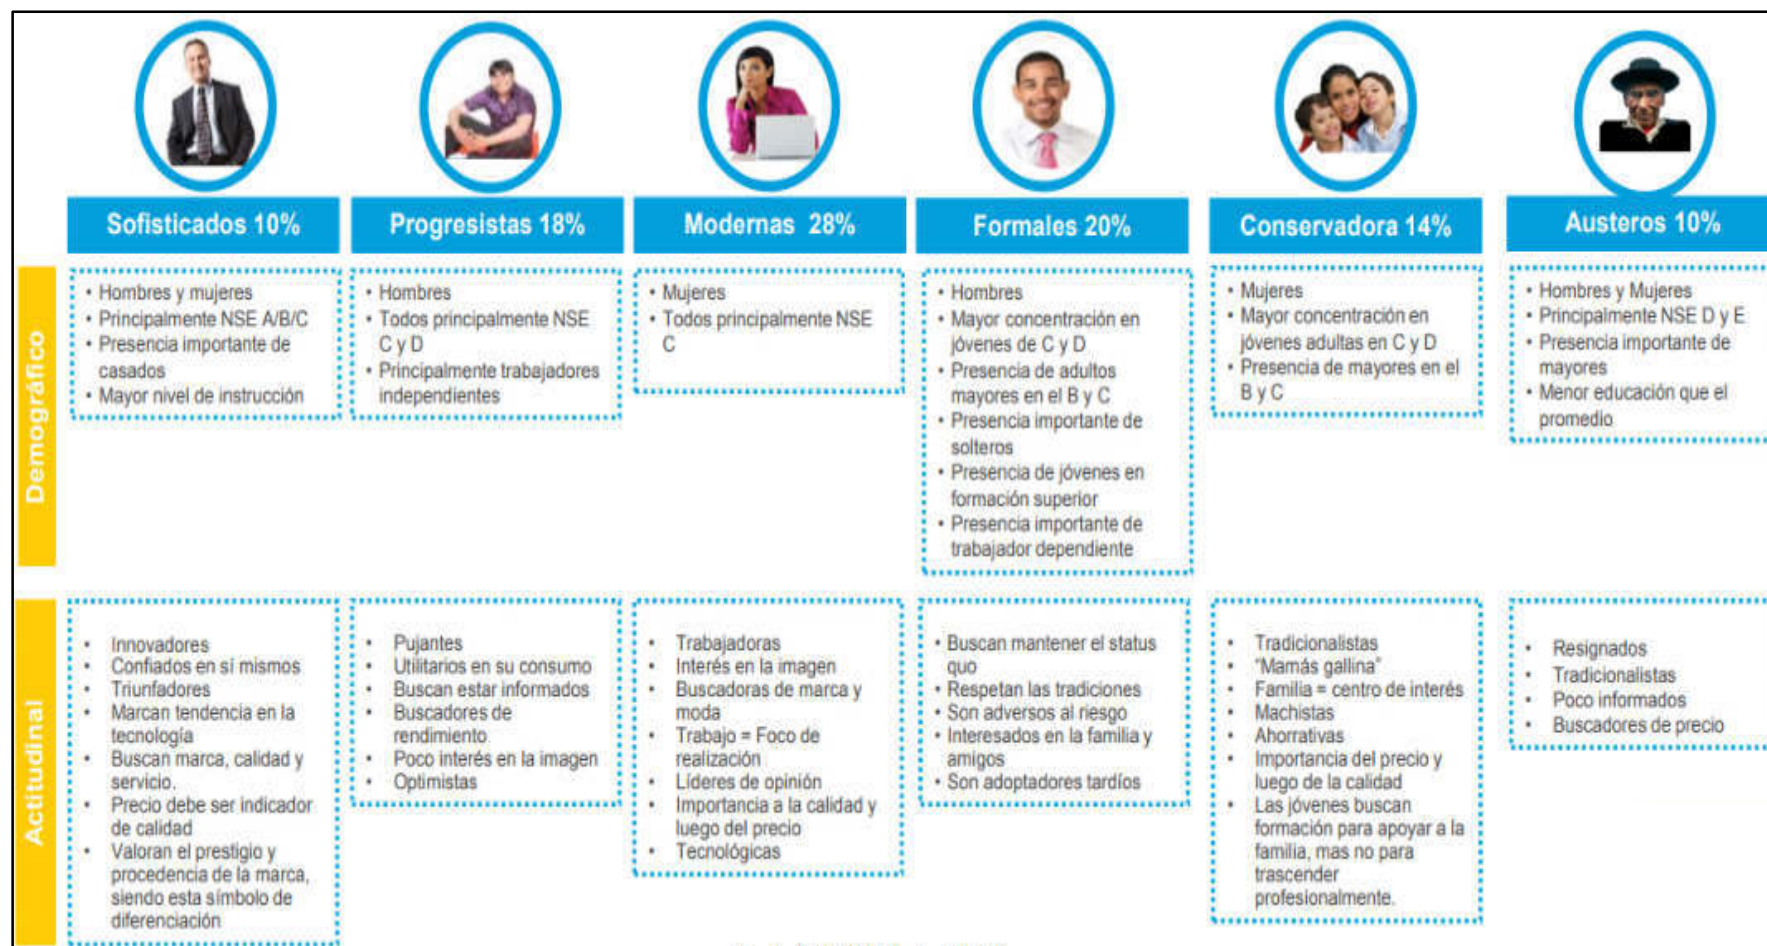 Sofisticados 10%
Progresistas 18%
Modernas 28%
Formales 20%
Conservadora 14%
Austeros 10%
Demográfico
• Hombres y mujeres
• Principalmente NSE A/B/C
• Presencia importante de
casados
• Mayor nivel de instrucción
• Hombres
• Todos principalmente NSE
C y D
• Principalmente trabajadores
independientes
• Mujeres
• Todos principalmente NSE
C
• Hombres
• Mayor concentración en
jóvenes de C y D
• Presencia de adultos
mayores en el B y C
• Presencia importante de
solteros
• Presencia de jóvenes en
formación superior
• Presencia importante de
trabajador dependiente
• Mujeres
• Mayor concentración en
jóvenes adultas en C y D
• Presencia de mayores en el
B y C
• Hombres y Mujeres
• Principalmente NSE D y E
• Presencia importante de
mayores
• Menor educación que el
promedio
Actitudinal
• Innovadores
• Confiados en sí mismos
• Triunfadores
• Marcan tendencia en la
tecnología
• Buscan marca, calidad y
servicio.
• Precio debe ser indicador
de calidad
• Valoran el prestigio y
procedencia de la marca,
siendo esta símbolo de
diferenciación
• Pujantes
• Utilitarios en su consumo
• Buscan estar informados
• Buscadores de
rendimiento
• Poco interés en la imagen
• Optimistas
• Trabajadoras
• Interés en la imagen
• Buscadoras de marca y
moda
• Trabajo = Foco de
realización
• Líderes de opinión
• Importancia a la calidad y
luego del precio
• Tecnológicas
• Buscan mantener el status
quo
• Respetan las tradiciones
• Son adversos al riesgo
• Interesados en la familia y
amigos
• Son adoptadores tardíos
• Tradicionalistas
• “Mamás gallina”
• Familia = centro de interés
• Machistas
• Ahorrativas
• Importancia del precio y
luego de la calidad
• Las jóvenes buscan
formación para apoyar a la
familia, mas no para
trascender
profesionalmente.
• Resignados
• Tradicionalistas
• Poco informados
• Buscadores de precio